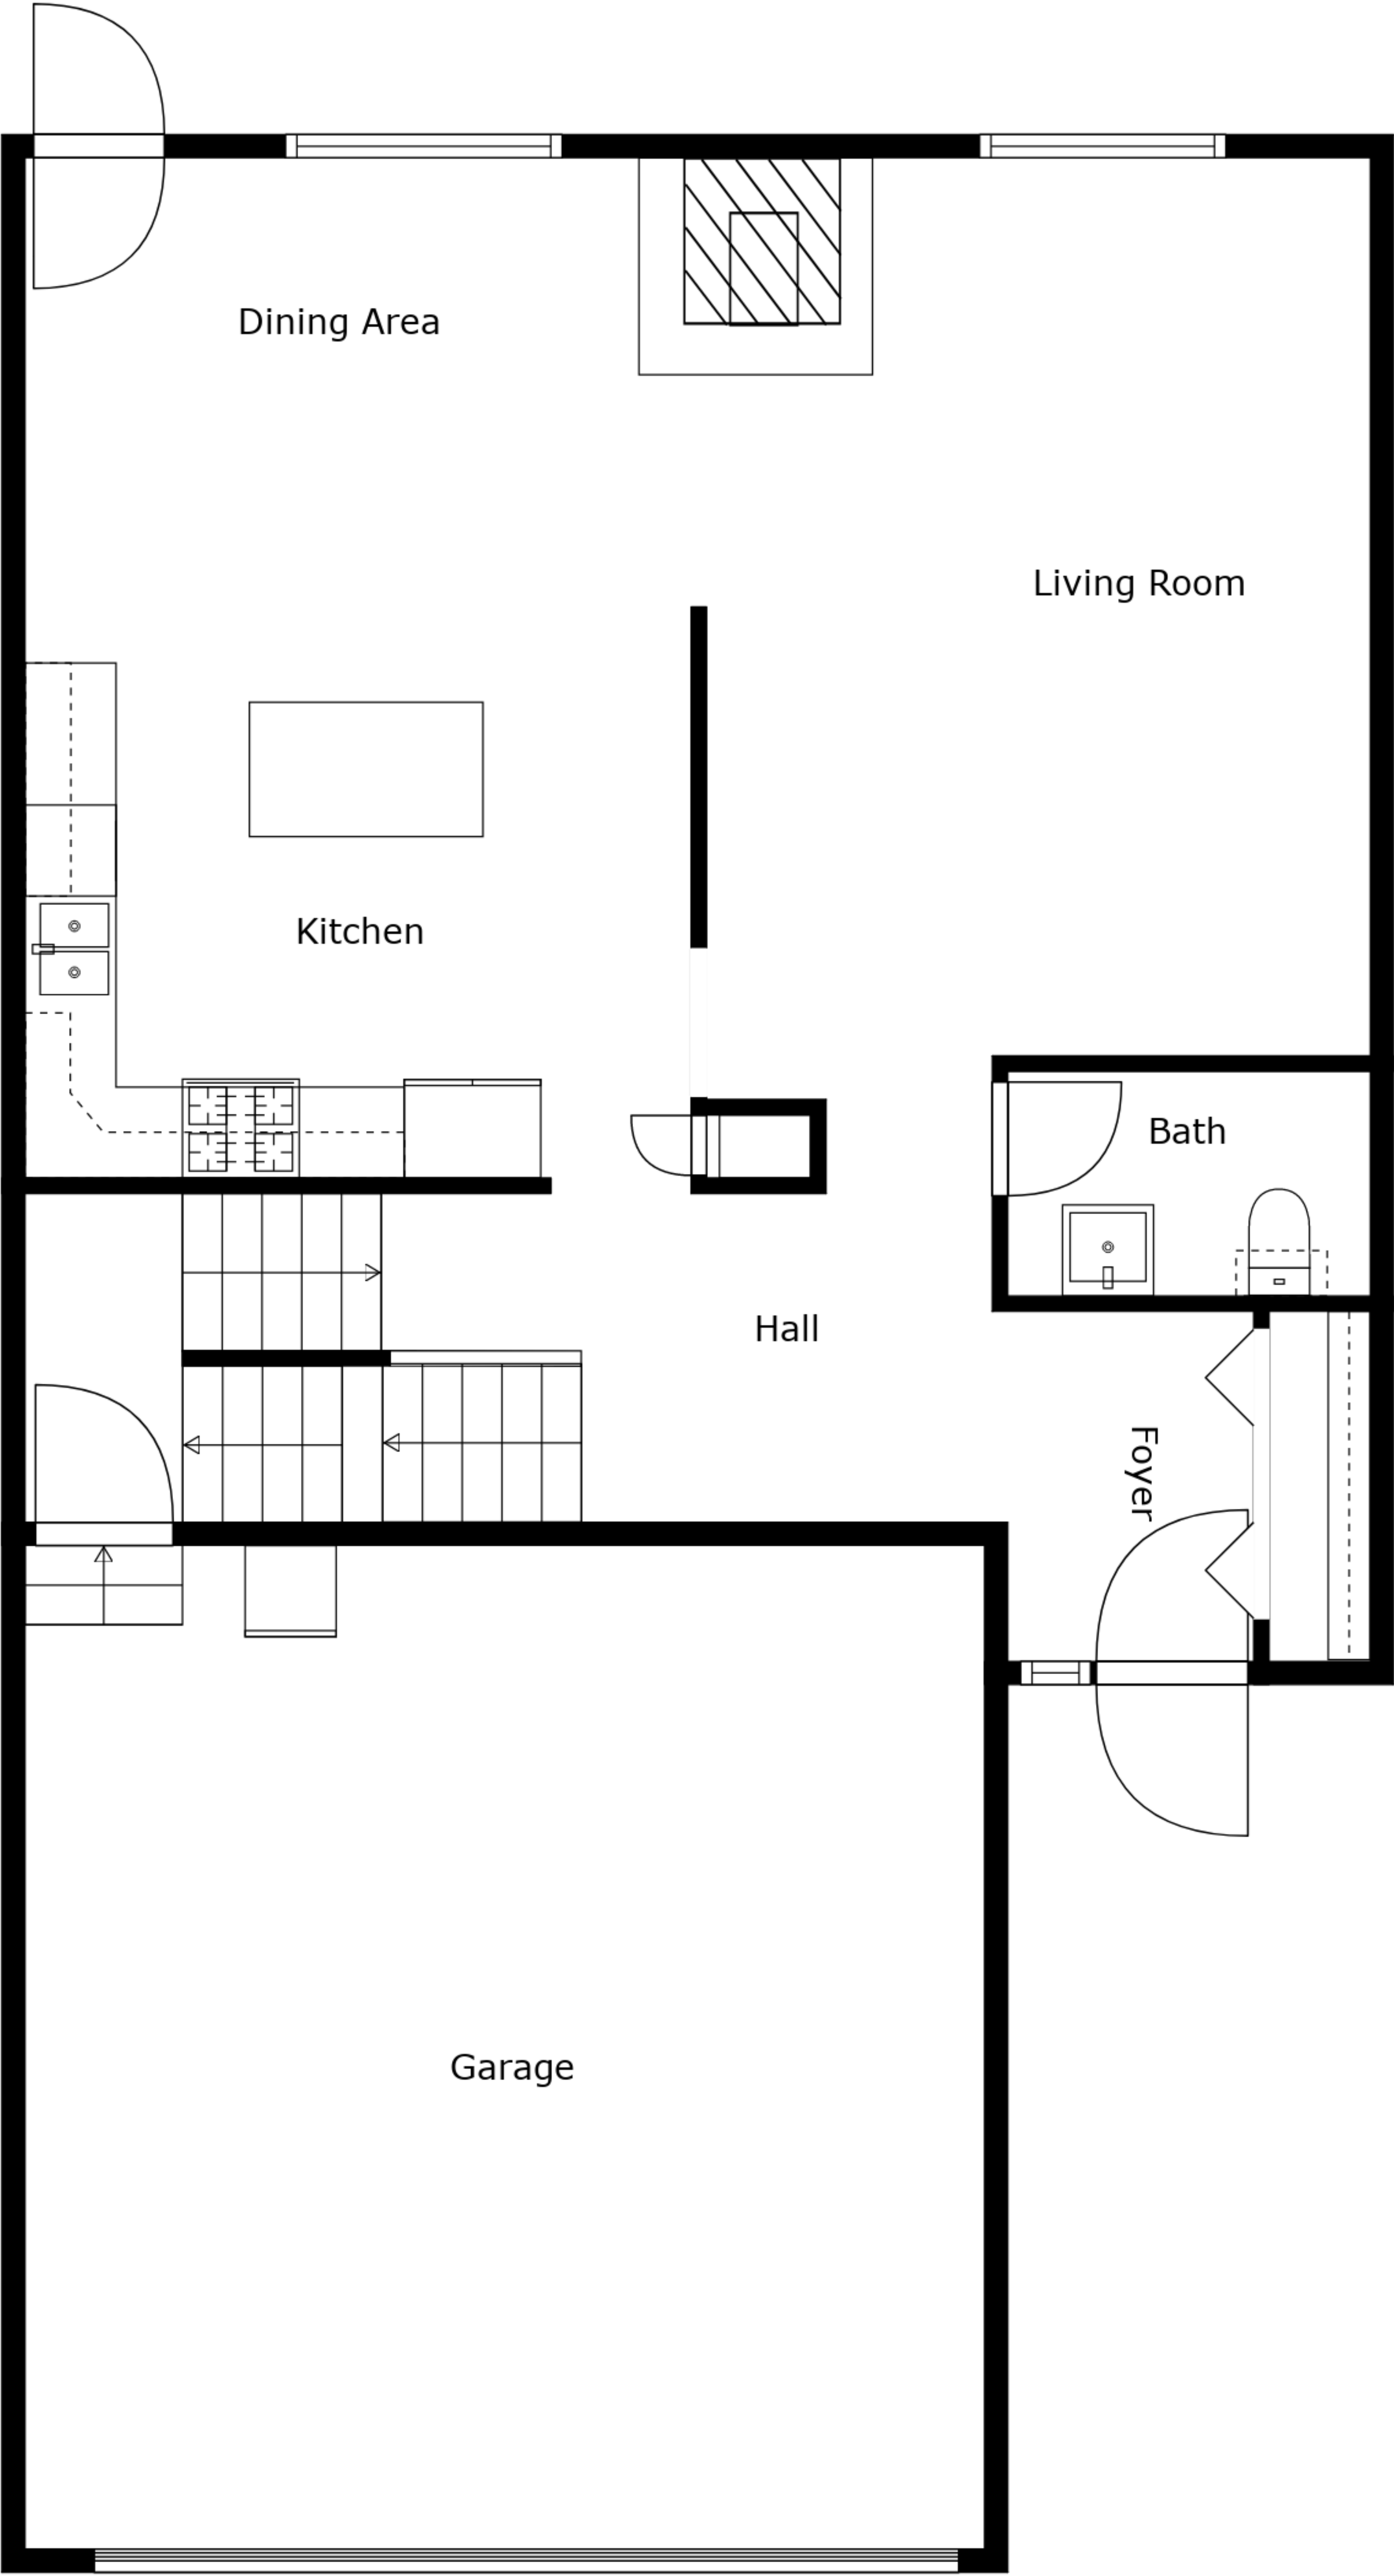 Dining Area
Living Room
Kitchen
Bath
Hall
Foyer
Garage